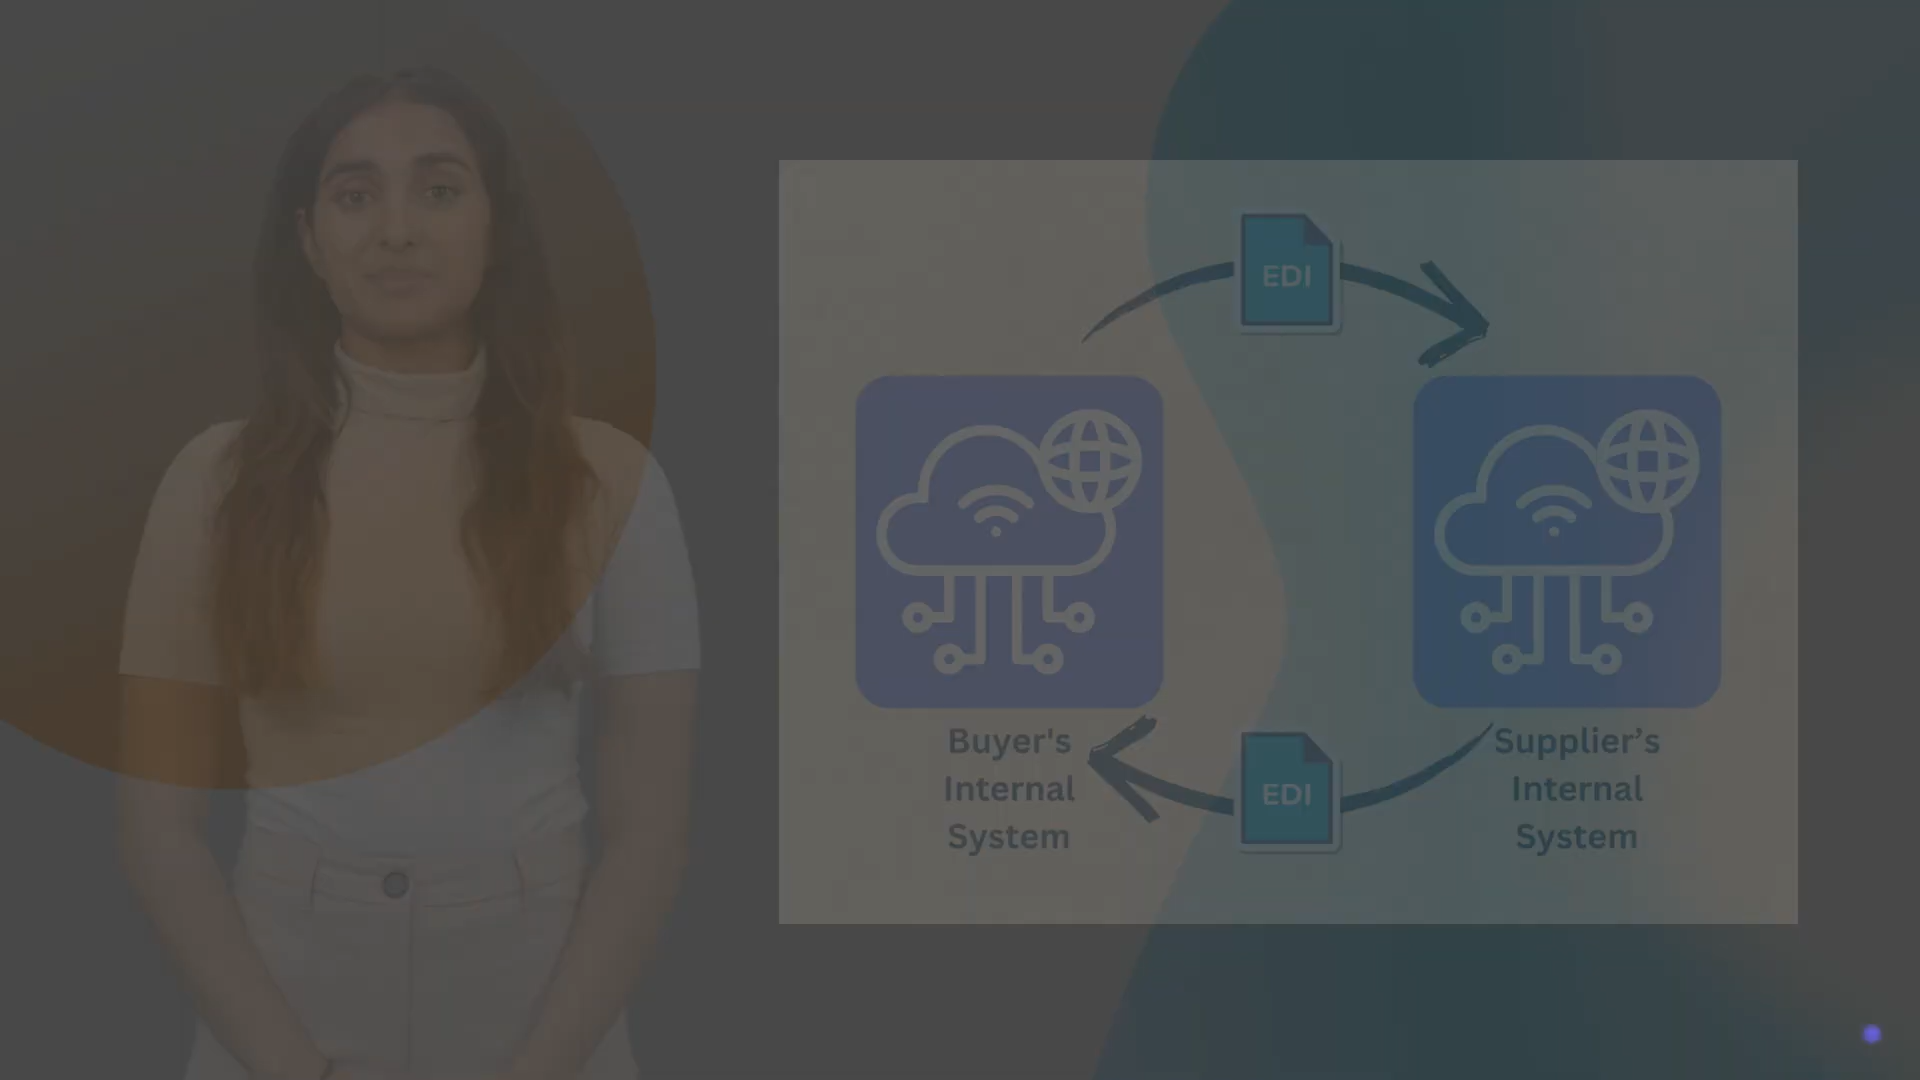 EDI
Buyer's
Internal
System
EDI
Supplier’s
Internal
System